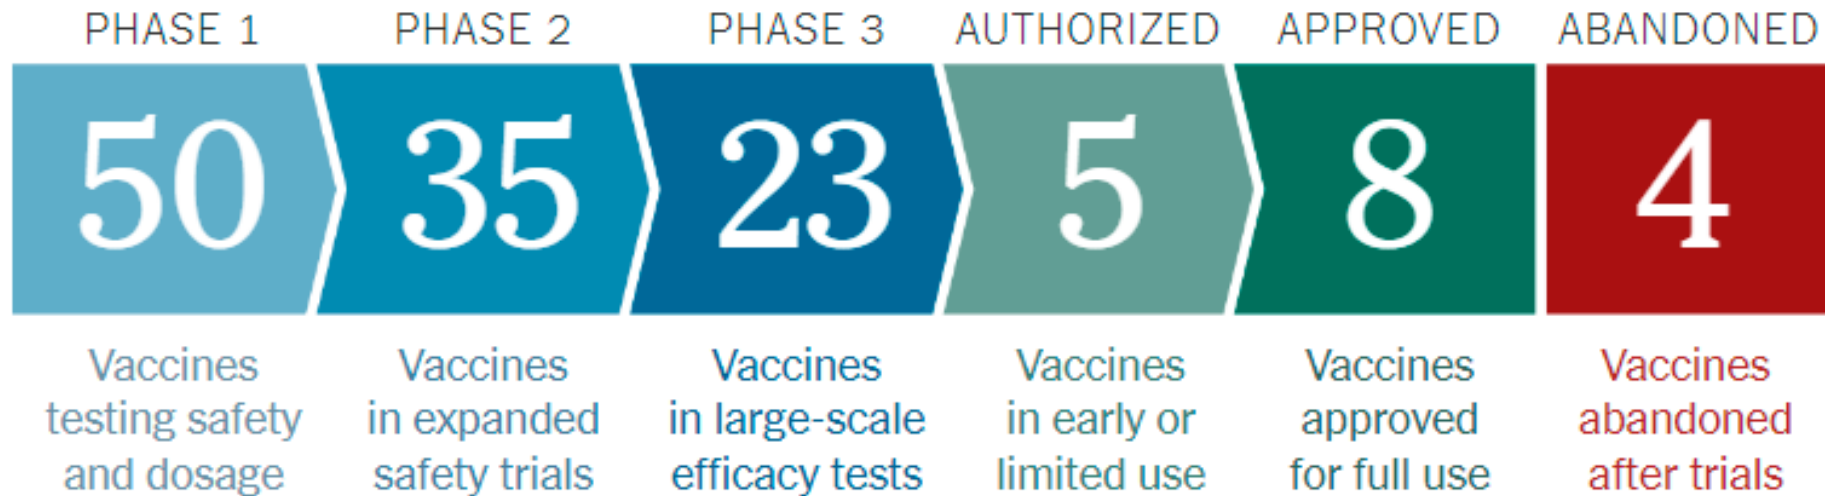 PHASE 1 PHASE 2 PHASE 3 AUTHORIZED APPROVED ABANDONED
50 35 23 5 8 4
Vaccines
testing safety
and dosage
Vaccines
in expanded
safety trials
Vaccines
in large-scale
efficacy tests
Vaccines
in early or
limited use
Vaccines
approved
for full use
Vaccines
abandoned
after trials